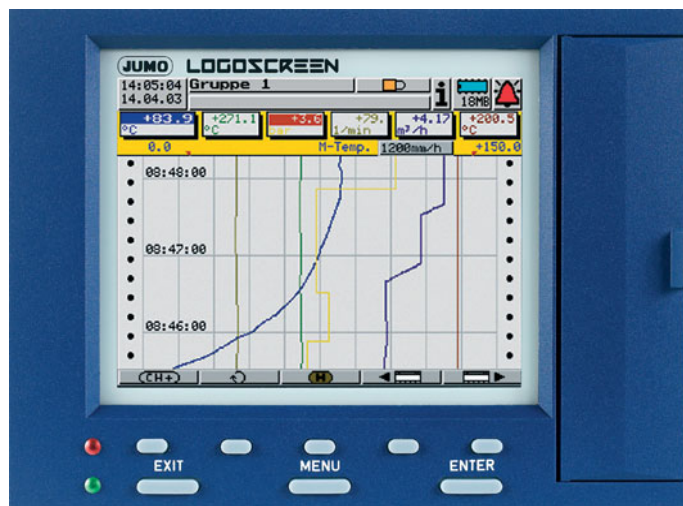 JUMO LOGOSCREEN
14:05:04 Gruppe 1
14.04.03
i 18MB
+83.9 +271.1 +3.6 +79. +4.17 +200.5
°C °C bar 1/min m³/h °C
0.0 M-Temp. 1200mm/h +150.0
08:48:00
08:47:00
08:46:00
CH+ M
EXIT MENU ENTER